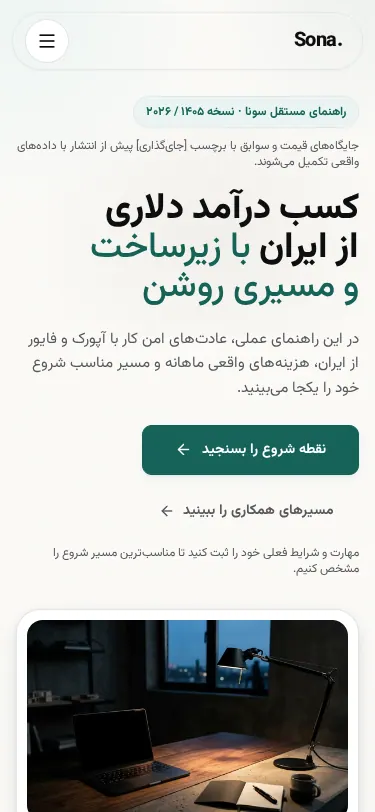 Sona.
راهنمای مستقل سونا · نسخه ۱۴۰۵ / ۲۰۲۶
جایگاه‌های قیمت و سوابق با برچسب [جای‌گذاری] پیش از انتشار با داده‌های
واقعی تکمیل می‌شوند.
کسب درآمد دلاری
از ایران با زیرساخت
و مسیری روشن
در این راهنمای عملی، عادت‌های امن کار با آپورک و فایور
از ایران، هزینه‌های واقعی ماهانه و مسیر مناسب شروع
خود را یکجا می‌بینید.
نقطه شروع را بسنجید ←
مسیرهای همکاری را ببینید ←
مهارت و شرایط فعلی خود را ثبت کنید تا مناسب‌ترین مسیر شروع را
مشخص کنیم.